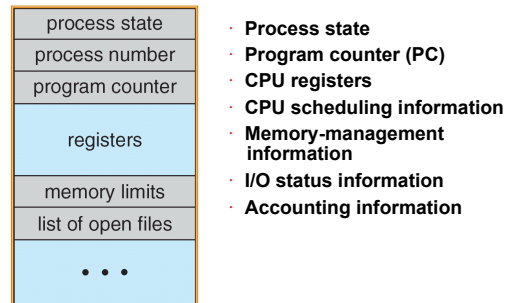 process state
process number
program counter
registers
memory limits
list of open files
• • •
· Process state
· Program counter (PC)
· CPU registers
· CPU scheduling information
· Memory-management
information
· I/O status information
· Accounting information